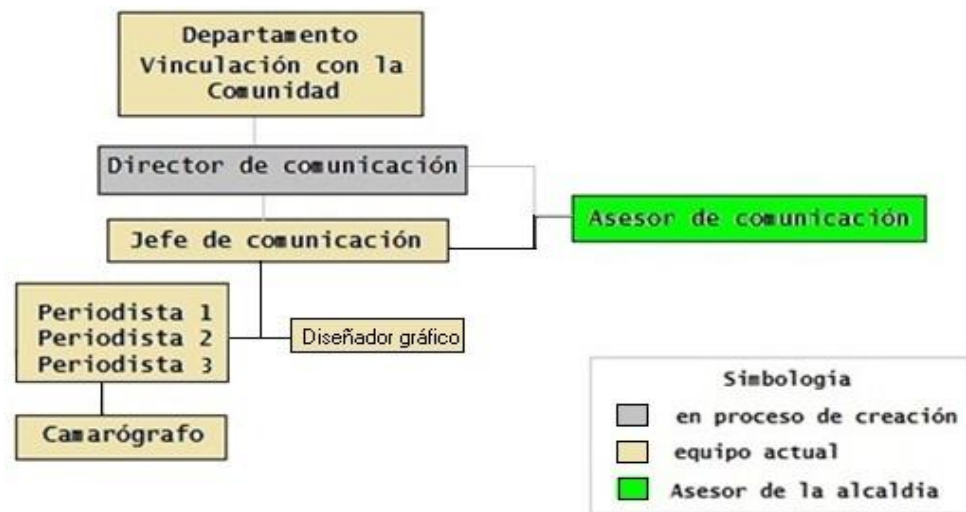 Departamento
Vinculación con la
Comunidad
Director de comunicación
Asesor de comunicación
Jefe de comunicación
Periodista 1
Periodista 2
Periodista 3
Diseñador gráfico
Camarógrafo
Simbología
en proceso de creación
equipo actual
Asesor de la alcaldia